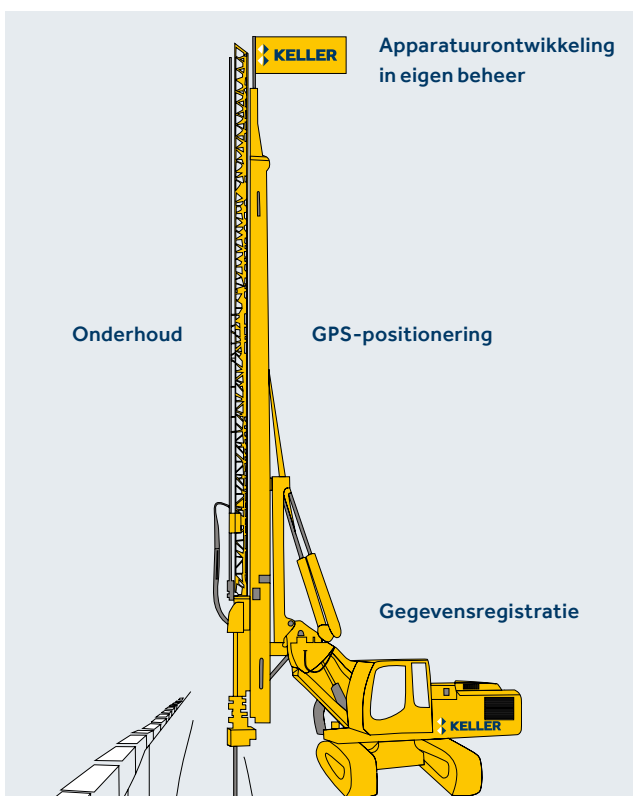 KELLER
Apparatuurontwikkeling
in eigen beheer
Onderhoud
GPS-positionering
Gegevensregistratie
KELLER